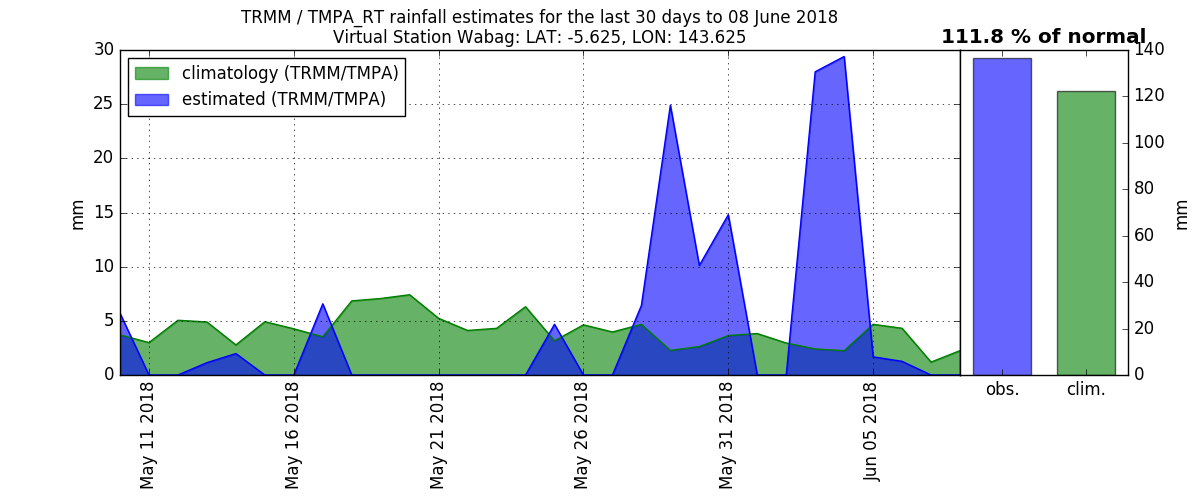 TRMM / TMPA_RT rainfall estimates for the last 30 days to 08 June 2018
Virtual Station Wabag: LAT: -5.625, LON: 143.625
111.8 % of normal
climatology (TRMM/TMPA)
estimated (TRMM/TMPA)
30
25
20
15
10
5
0
mm
140
120
100
80
60
40
20
0
mm
May 11 2018
May 16 2018
May 21 2018
May 26 2018
May 31 2018
Jun 05 2018
obs.
clim.